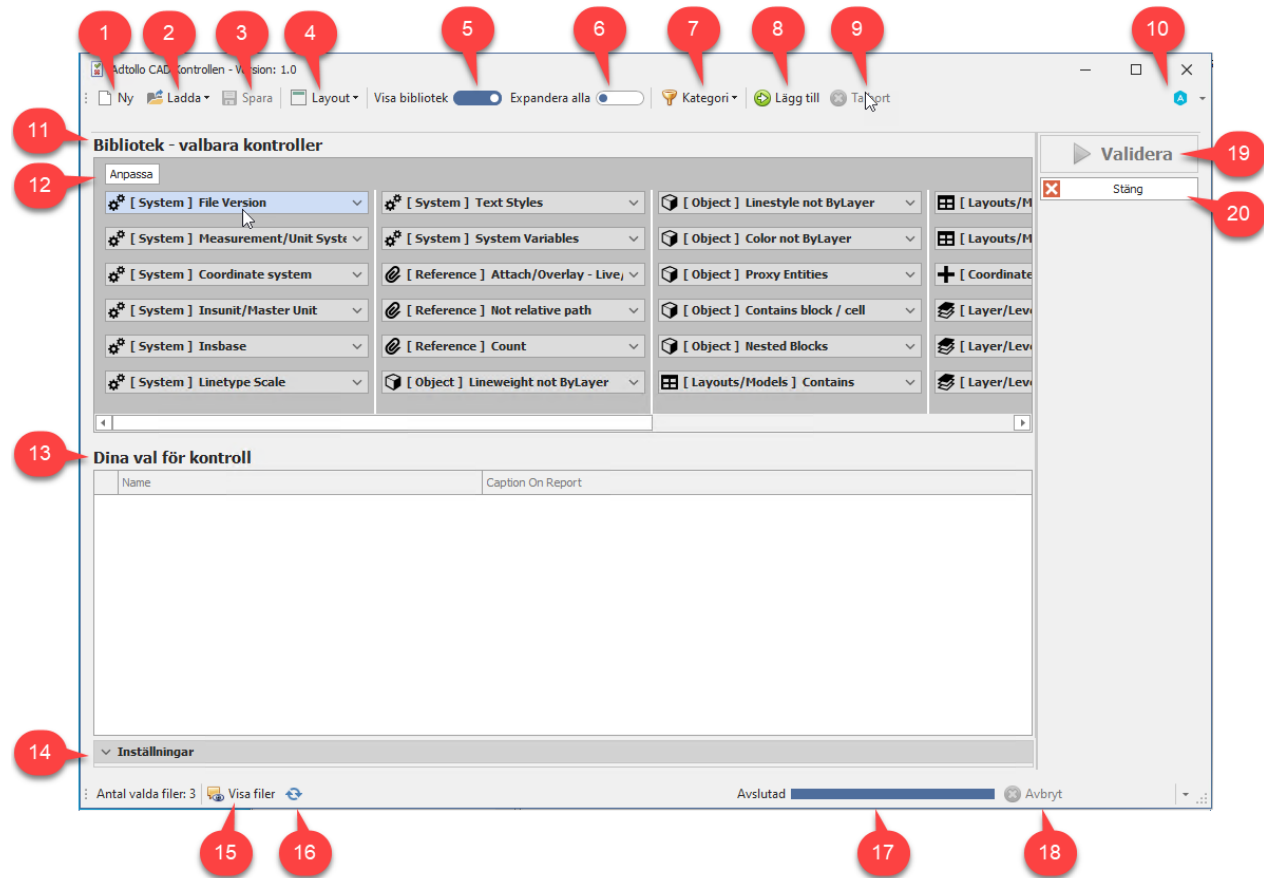 1 2 3 4 5 6 7 8 9 10
Adtollo CAD Kontrollen - Version: 1.0
Ny Ladda Spara Layout Visa bibliotek Expandera alla Kategori Lägg till Ta bort
11 Bibliotek - valbara kontroller
Validera 19
12 Anpassa
Stäng 20
[ System ] File Version [ System ] Text Styles [ Object ] Linestyle not ByLayer [ Layouts/M
[ System ] Measurement/Unit Syste [ System ] System Variables [ Object ] Color not ByLayer [ Layouts/M
[ System ] Coordinate system [ Reference ] Attach/Overlay - Live/ [ Object ] Proxy Entities [ Coordinate
[ System ] Insunit/Master Unit [ Reference ] Not relative path [ Object ] Contains block / cell [ Layer/Leve
[ System ] Insbase [ Reference ] Count [ Object ] Nested Blocks [ Layer/Leve
[ System ] Linetype Scale [ Object ] Lineweight not ByLayer [ Layouts/Models ] Contains [ Layer/Leve
13 Dina val för kontroll
Name Caption On Report
14 Inställningar
Antal valda filer: 3 Visa filer Avslutad Avbryt
15 16 17 18